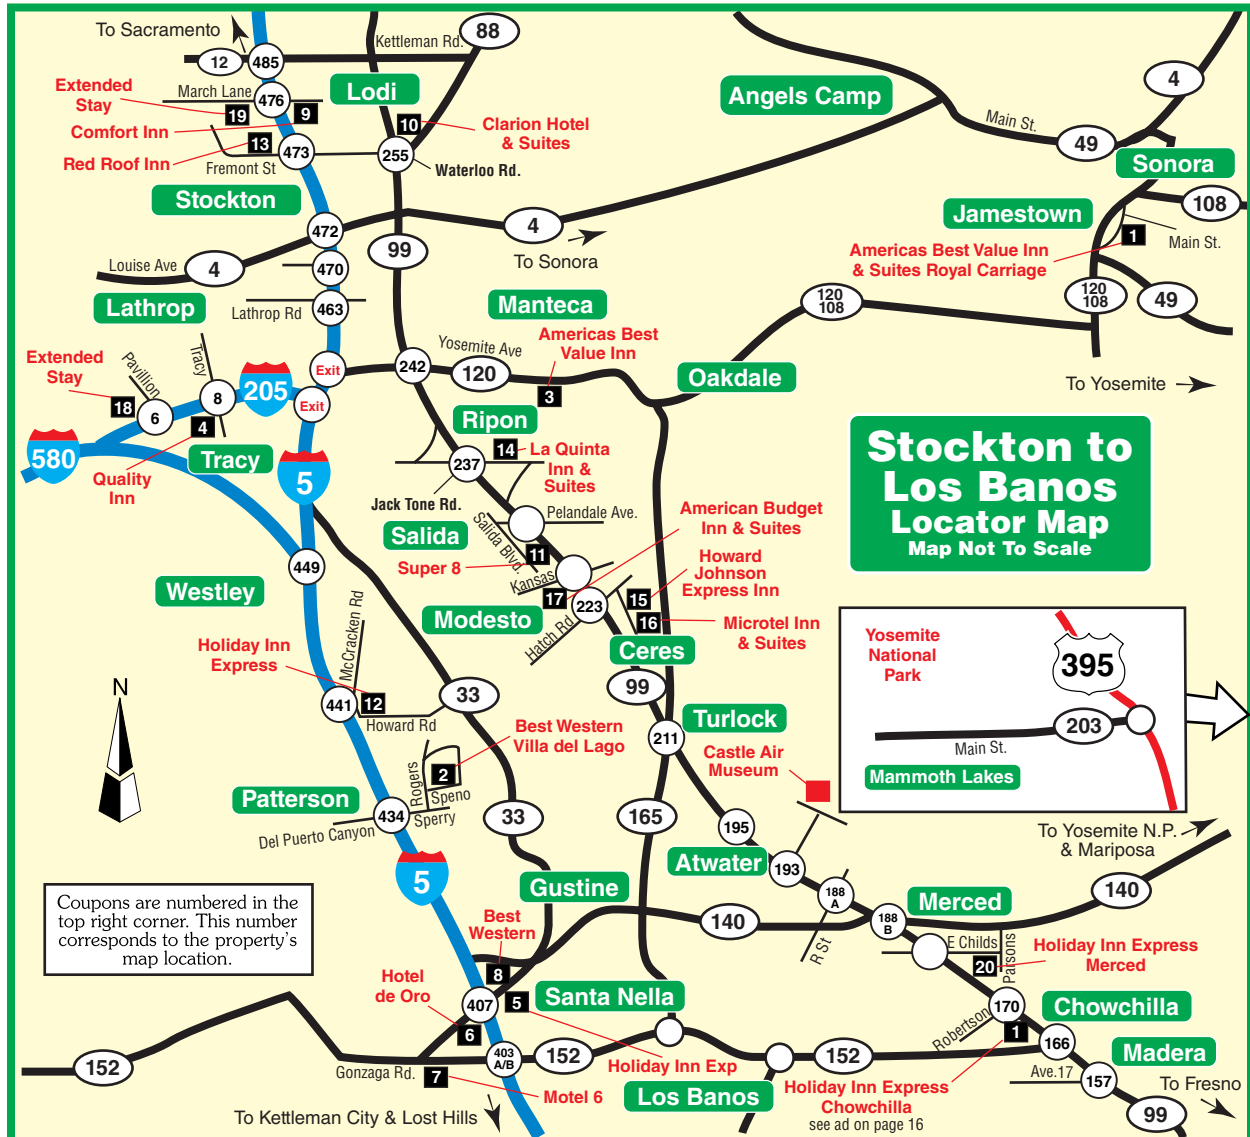 To Sacramento
Kettleman Rd.
88
12
485
March Lane
476
Lodi
Extended
Stay
19
9
Comfort Inn
13
Red Roof Inn
473
Fremont St
10
Clarion Hotel
& Suites
255
Waterloo Rd.
Stockton
Angels Camp
Main St.
49
4
Sonora
108
Jamestown
1
Main St.
Americas Best Value Inn
& Suites Royal Carriage
120
108
49
472
4
To Sonora
99
Louise Ave
4
470
Lathrop
Lathrop Rd
463
Manteca
Americas Best
Value Inn
120
108
Yosemite Ave
242
120
3
Oakdale
To Yosemite
Exit
Exit
Extended
Stay
18
Pavillion
6
Tracy
8
205
4
Tracy
580
Quality
Inn
5
Ripon
14
La Quinta
Inn &
Suites
237
Jack Tone Rd.
Pelandale Ave.
Salida
Salida Blvd.
11
Super 8
Kansas
American Budget
Inn & Suites
Howard
Johnson
Express Inn
17
15
16
Microtel Inn
& Suites
223
Modesto
Hatch Rd
Ceres
Stockton to
Los Banos
Locator Map
Map Not To Scale
449
Westley
McCracken Rd
Holiday Inn
Express
12
441
Howard Rd
33
99
Turlock
211
Yosemite
National
Park
395
203
Main St.
Mammoth Lakes
N
Best Western
Villa del Lago
2
Rogers
Speno
Patterson
434
Sperry
Del Puerto Canyon
33
165
Castle Air
Museum
195
Atwater
193
188
A
R St
To Yosemite N.P.
& Mariposa
140
5
Gustine
140
188
B
Merced
E Childs
Parsons
20
Holiday Inn Express
Merced
Coupons are numbered in the
top right corner. This number
corresponds to the property's
map location.
Best
Western
8
Hotel
de Oro
407
5
Santa Nella
6
170
Chowchilla
Robertson
1
166
152
Gonzaga Rd.
403
A/B
152
Holiday Inn Exp
7
Motel 6
Los Banos
152
Holiday Inn Express
Chowchilla
see ad on page 16
Madera
Ave.17
157
To Fresno
99
To Kettleman City & Lost Hills